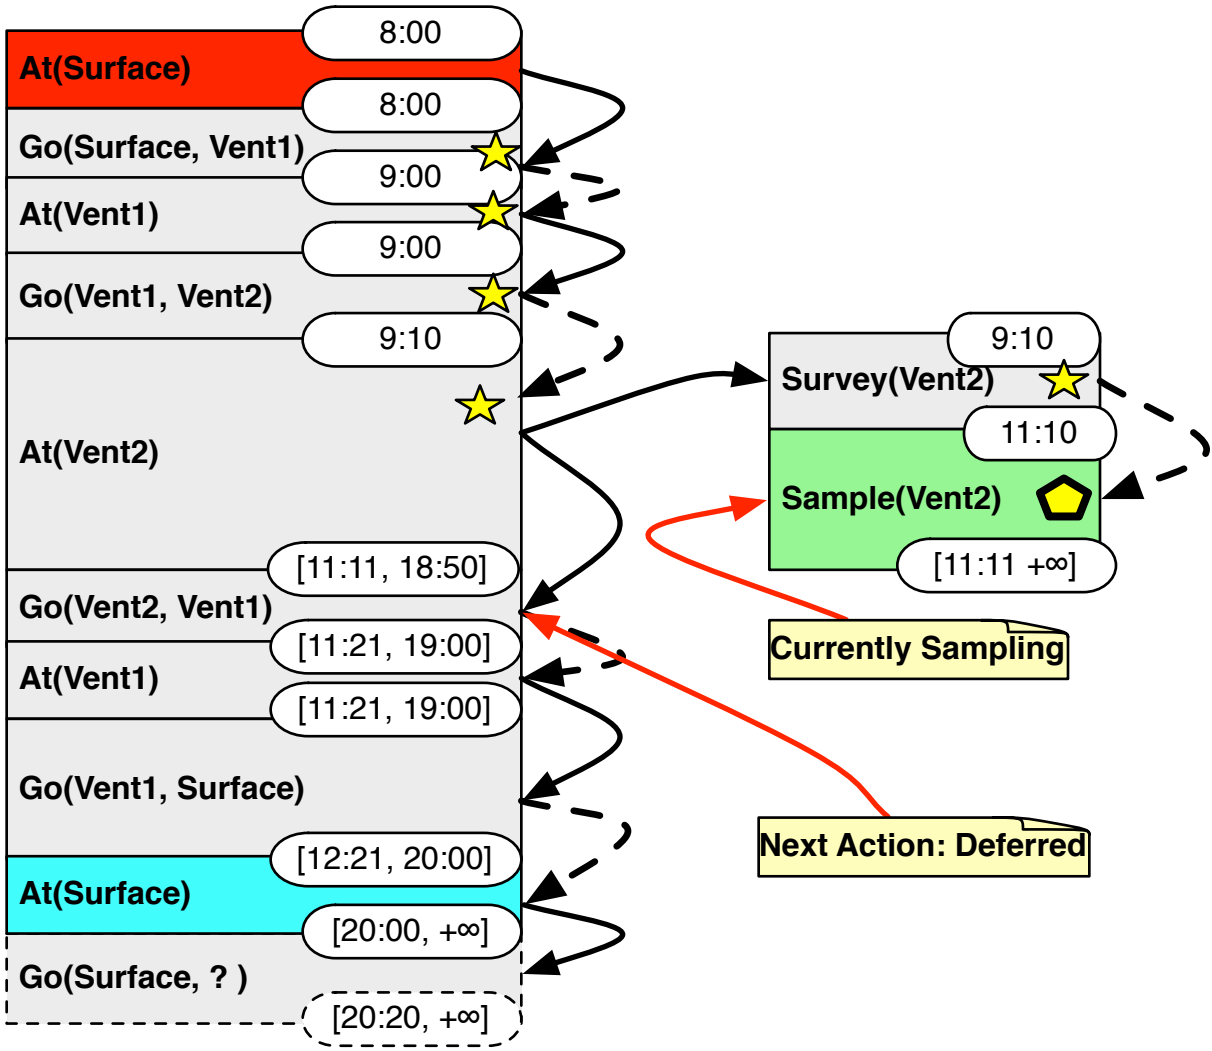 8:00
At(Surface)
8:00
Go(Surface, Vent1)
9:00
At(Vent1)
9:00
Go(Vent1, Vent2)
9:10
At(Vent2)
[11:11, 18:50]
Go(Vent2, Vent1)
[11:21, 19:00]
At(Vent1)
[11:21, 19:00]
Go(Vent1, Surface)
[12:21, 20:00]
At(Surface)
[20:00, +∞]
Go(Surface, ? )
[20:20, +∞]
9:10
Survey(Vent2)
11:10
Sample(Vent2)
[11:11 +∞]
Currently Sampling
Next Action: Deferred